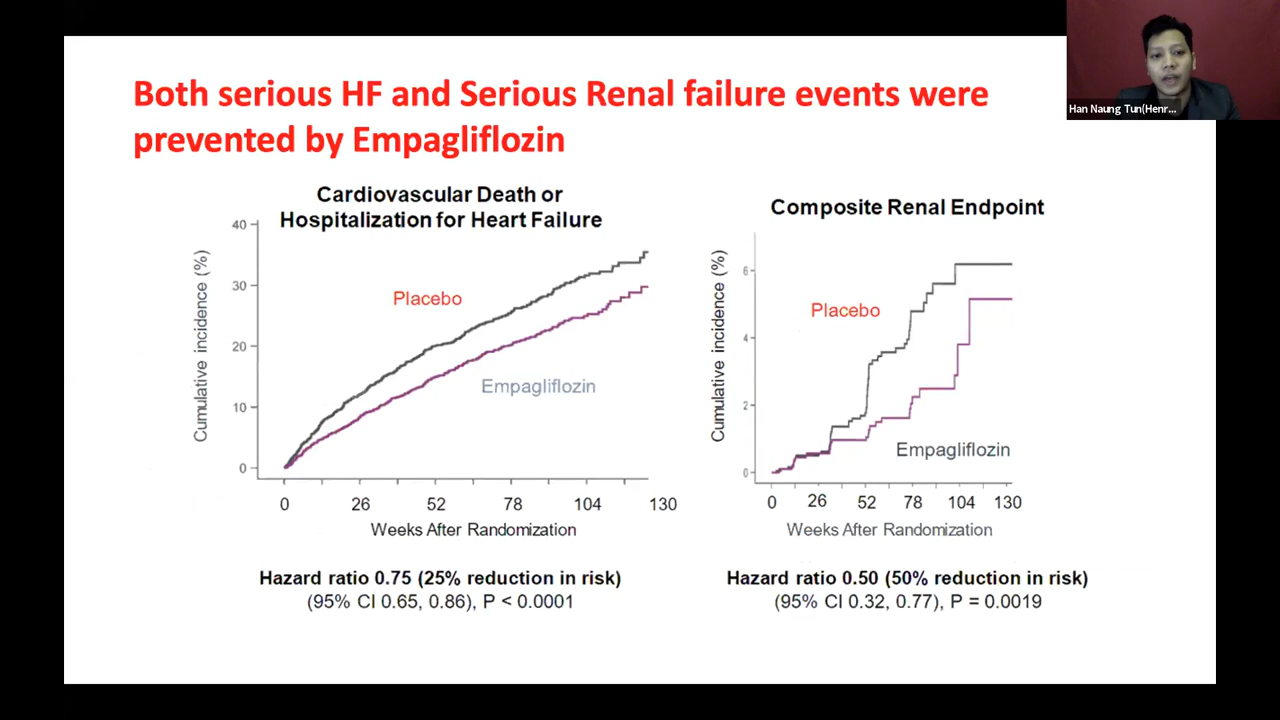 Both serious HF and Serious Renal failure events were
prevented by Empagliflozin
Han Naung Tun(Henr...
Cardiovascular Death or
Hospitalization for Heart Failure
Cumulative incidence (%)
40
30
20
10
0
Placebo
Empagliflozin
0 26 52 78 104 130
Weeks After Randomization
Hazard ratio 0.75 (25% reduction in risk)
(95% CI 0.65, 0.86), P < 0.0001
Composite Renal Endpoint
Cumulative incidence (%)
6
4
2
0
Placebo
Empagliflozin
0 26 52 78 104 130
Weeks After Randomization
Hazard ratio 0.50 (50% reduction in risk)
(95% CI 0.32, 0.77), P = 0.0019